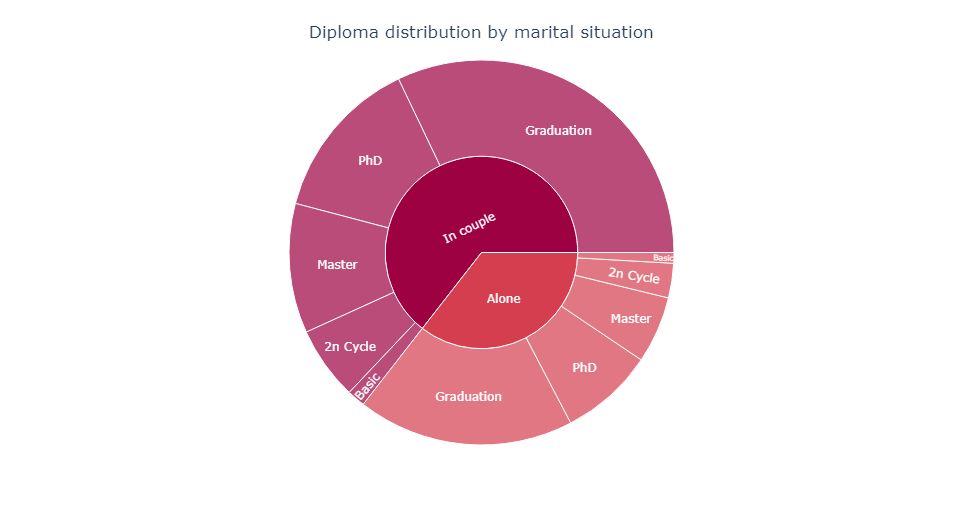 Diploma distribution by marital situation
Graduation
PhD
Master
2n Cycle
Basic
In couple
Alone
Graduation
PhD
Master
2n Cycle
Basic